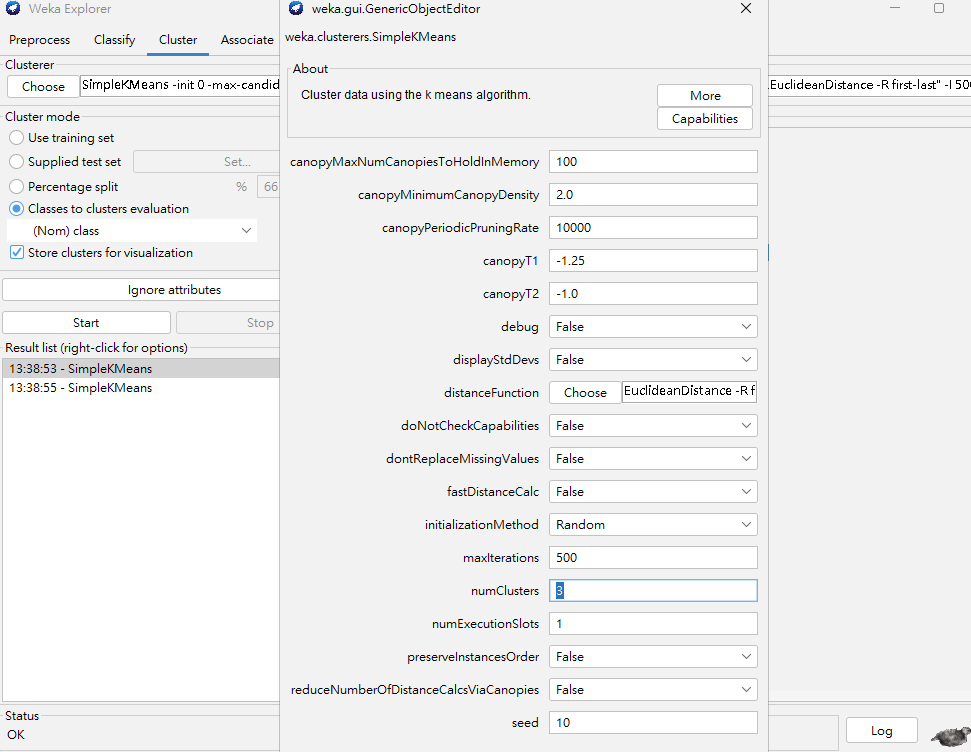 Weka Explorer
weka.gui.GenericObjectEditor
Preprocess Classify Cluster Associate
weka.clusterers.SimpleKMeans
Clusterer
Choose SimpleKMeans -init 0 -max-candid
EuclideanDistance -R first-last" -I 500
About
Cluster data using the k means algorithm.
More
Capabilities
Cluster mode
Use training set
Supplied test set Set...
Percentage split % 66
Classes to clusters evaluation
(Nom) class
Store clusters for visualization
Ignore attributes
Start Stop
Result list (right-click for options)
13:38:53 - SimpleKMeans
13:38:55 - SimpleKMeans
canopyMaxNumCanopiesToHoldInMemory 100
canopyMinimumCanopyDensity 2.0
canopyPeriodicPruningRate 10000
canopyT1 -1.25
canopyT2 -1.0
debug False
displayStdDevs False
distanceFunction Choose EuclideanDistance -R f
doNotCheckCapabilities False
dontReplaceMissingValues False
fastDistanceCalc False
initializationMethod Random
maxIterations 500
numClusters 3
numExecutionSlots 1
preserveInstancesOrder False
reduceNumberOfDistanceCalcsViaCanopies False
seed 10
Status
OK
Log